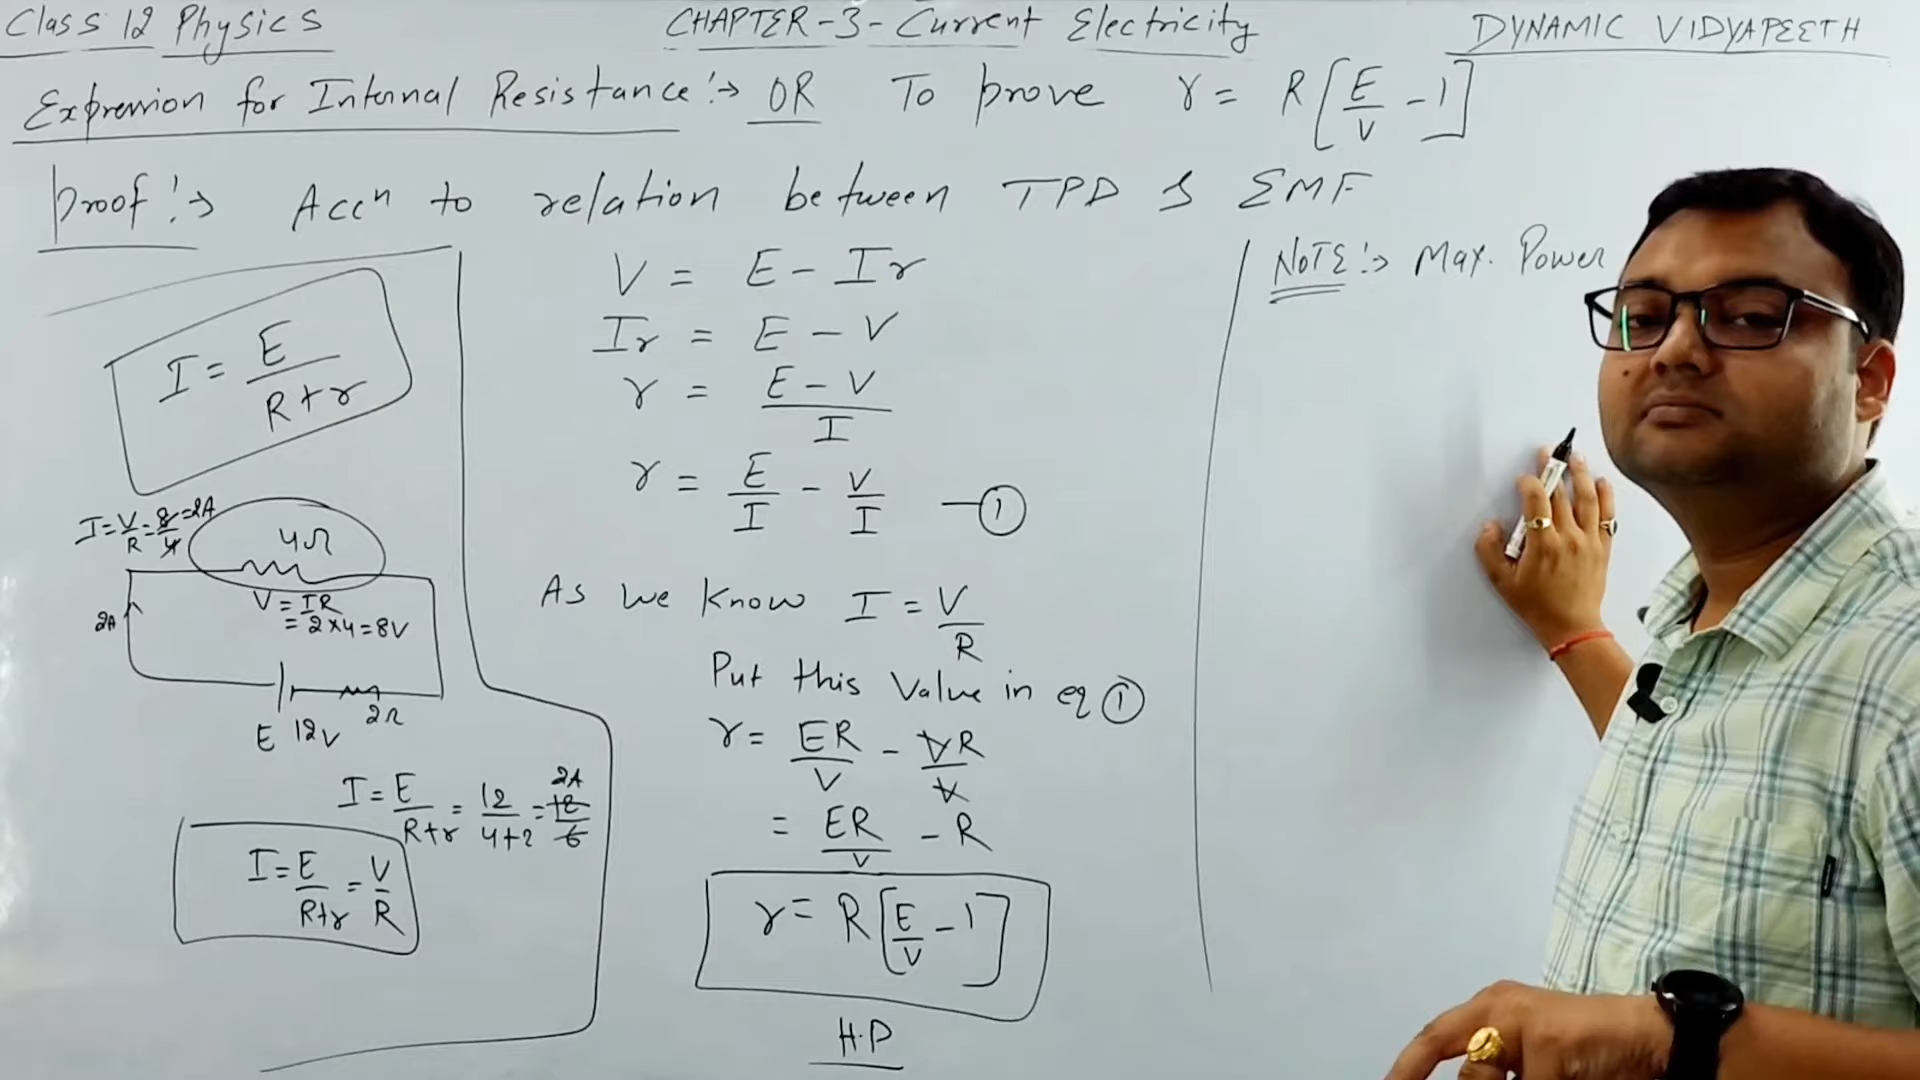 Class 12 Physics
CHAPTER-3- Current Electricity
DYNAMIC VIDYAPEETH
Expression for Internal Resistance :→ OR To prove r = R[E/V - 1]
Proof :→ Accⁿ to relation between TPD & EMF
I = E/(R+r)
I=V/R=8/4=2A
4Ω
V = IR
= 2×4=8V
2A
2Ω
E 12V
I = E/(R+r) = 12/(4+2) = 12/6 2A
I = E/(R+r) = V/R
V = E - Ir
Ir = E - V
r = (E - V)/I
r = E/I - V/I —①
As we know I = V/R
Put this Value in eq ①
r = ER/V - VR/V
= ER/V - R
r = R[E/V - 1]
H.P
NOTE :→ Max. Power